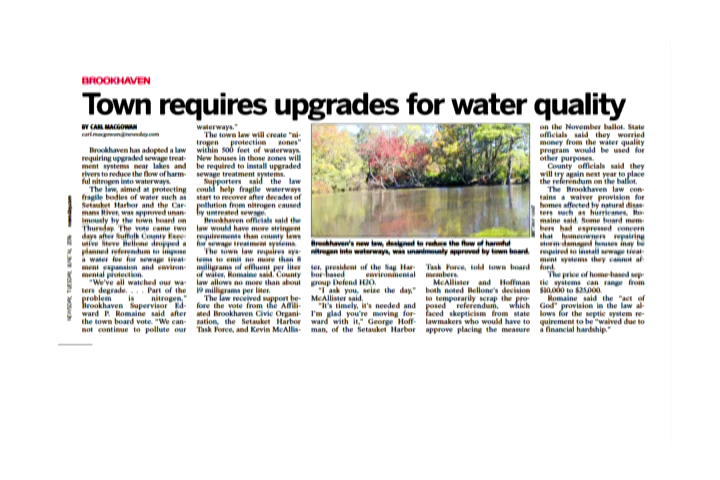 BROOKHAVEN
Town requires upgrades for water quality
BY CARL MACGOWAN
carl.macgowan@newsday.com
Brookhaven has adopted a law
requiring upgraded sewage treat-
ment systems near lakes and
rivers to reduce the flow of harm-
ful nitrogen into waterways.
The law, aimed at protecting
fragile bodies of water such as
Setauket Harbor and the Car-
mans River, was approved unan-
imously by the town board on
Thursday. The vote came two
days after Suffolk County Exec-
utive Steve Bellone dropped a
planned referendum to impose
a water fee for sewage treat-
ment expansion and environ-
mental protection.
"We've all watched our wa-
ters degrade. . . . Part of the
problem is nitrogen,"
Brookhaven Supervisor Ed-
ward P. Romaine said after
the town board vote. "We can-
not continue to pollute our
waterways."
The town law will create "ni-
trogen protection zones"
within 500 feet of waterways.
New houses in those zones will
be required to install upgraded
sewage treatment systems.
Supporters said the law
could help fragile waterways
start to recover after decades of
pollution from nitrogen caused
by untreated sewage.
Brookhaven officials said the
law would have more stringent
requirements than county laws
for sewage treatment systems.
The town law requires sys-
tems to emit no more than 8
milligrams of effluent per liter
of water, Romaine said. County
law allows no more than about
19 milligrams per liter.
The law received support be-
fore the vote from the Affili-
ated Brookhaven Civic Organi-
zation, the Setauket Harbor
Task Force, and Kevin McAllis-
Brookhaven's new law, designed to reduce the flow of harmful
nitrogen into waterways, was unanimously approved by town board.
ter, president of the Sag Har-
bor-based environmental
group Defend H2O.
"I ask you, seize the day,"
McAllister said.
"It's timely, it's needed and
I'm glad you're moving for-
ward with it," George Hoff-
man, of the Setauket Harbor
Task Force, told town board
members.
McAllister and Hoffman
both noted Bellone's decision
to temporarily scrap the pro-
posed referendum, which
faced skepticism from state
lawmakers who would have to
approve placing the measure
on the November ballot. State
officials said they worried
money from the water quality
program would be used for
other purposes.
County officials said they
will try again next year to place
the referendum on the ballot.
The Brookhaven law con-
tains a waiver provision for
homes affected by natural disas-
ters such as hurricanes, Ro-
maine said. Some board mem-
bers had expressed concern
that homeowners repairing
storm-damaged houses may be
required to install sewage treat-
ment systems they cannot af-
ford.
The price of home-based sep-
tic systems can range from
$10,000 to $25,000.
Romaine said the "act of
God" provision in the law al-
lows for the septic system re-
quirement to be "waived due to
a financial hardship."
NEWSDAY, TUESDAY, JUNE 14, 2016